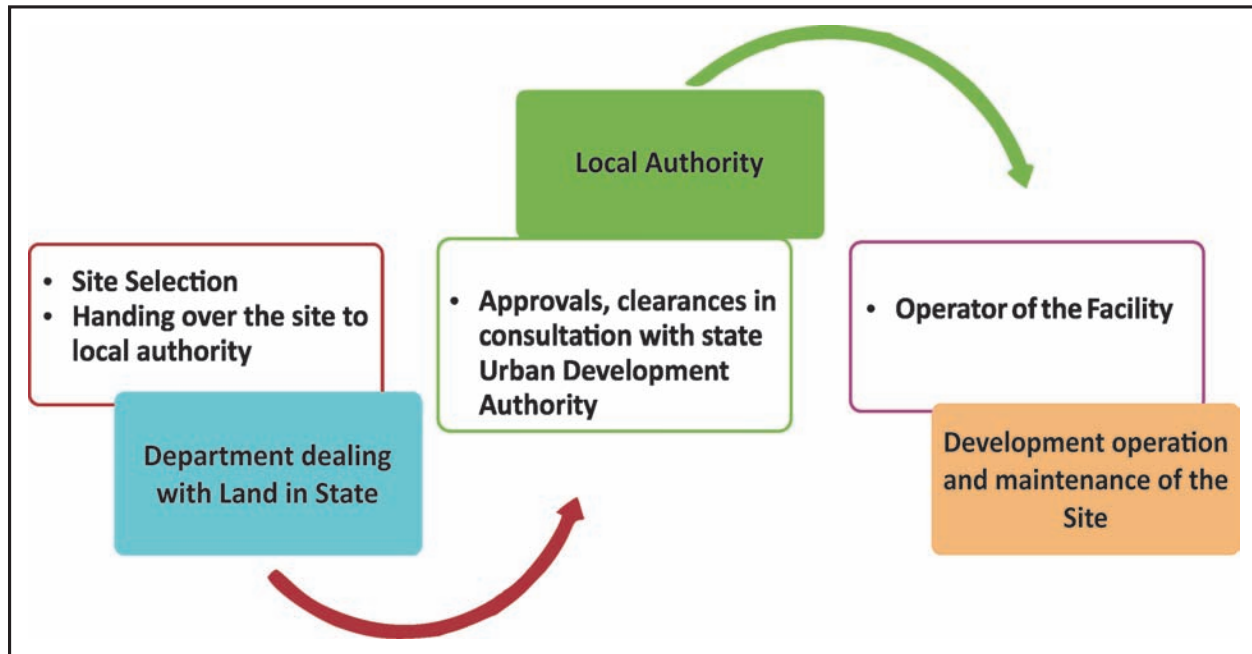 • Site Selection
• Handing over the site to
local authority
Department dealing
with Land in State
Local Authority
• Approvals, clearances in
consultation with state
Urban Development
Authority
• Operator of the Facility
Development operation
and maintenance of the
Site